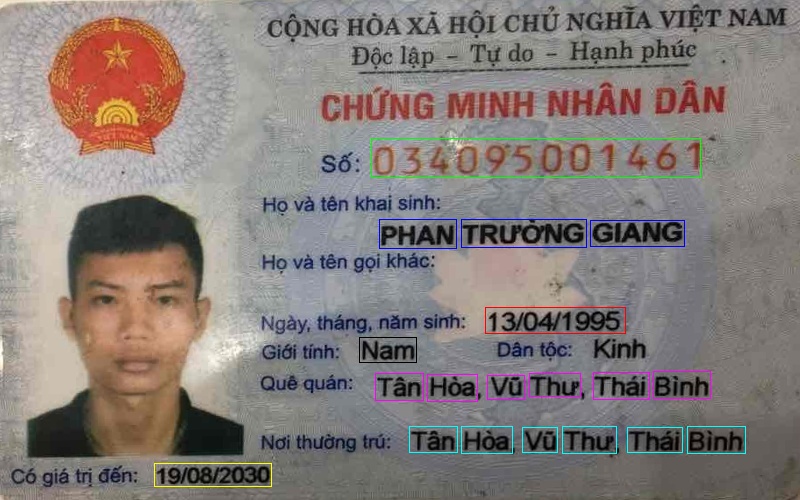 CỘNG HÒA XÃ HỘI CHỦ NGHĨA VIỆT NAM
Độc lập - Tự do - Hạnh phúc
CHỨNG MINH NHÂN DÂN
Số: 034095001461
Họ và tên khai sinh:
PHAN TRƯỜNG GIANG
Họ và tên gọi khác:
Ngày, tháng, năm sinh: 13/04/1995
Giới tính: Nam Dân tộc: Kinh
Quê quán: Tân Hòa, Vũ Thư, Thái Bình
Nơi thường trú: Tân Hòa, Vũ Thư, Thái Bình
Có giá trị đến: 19/08/2030